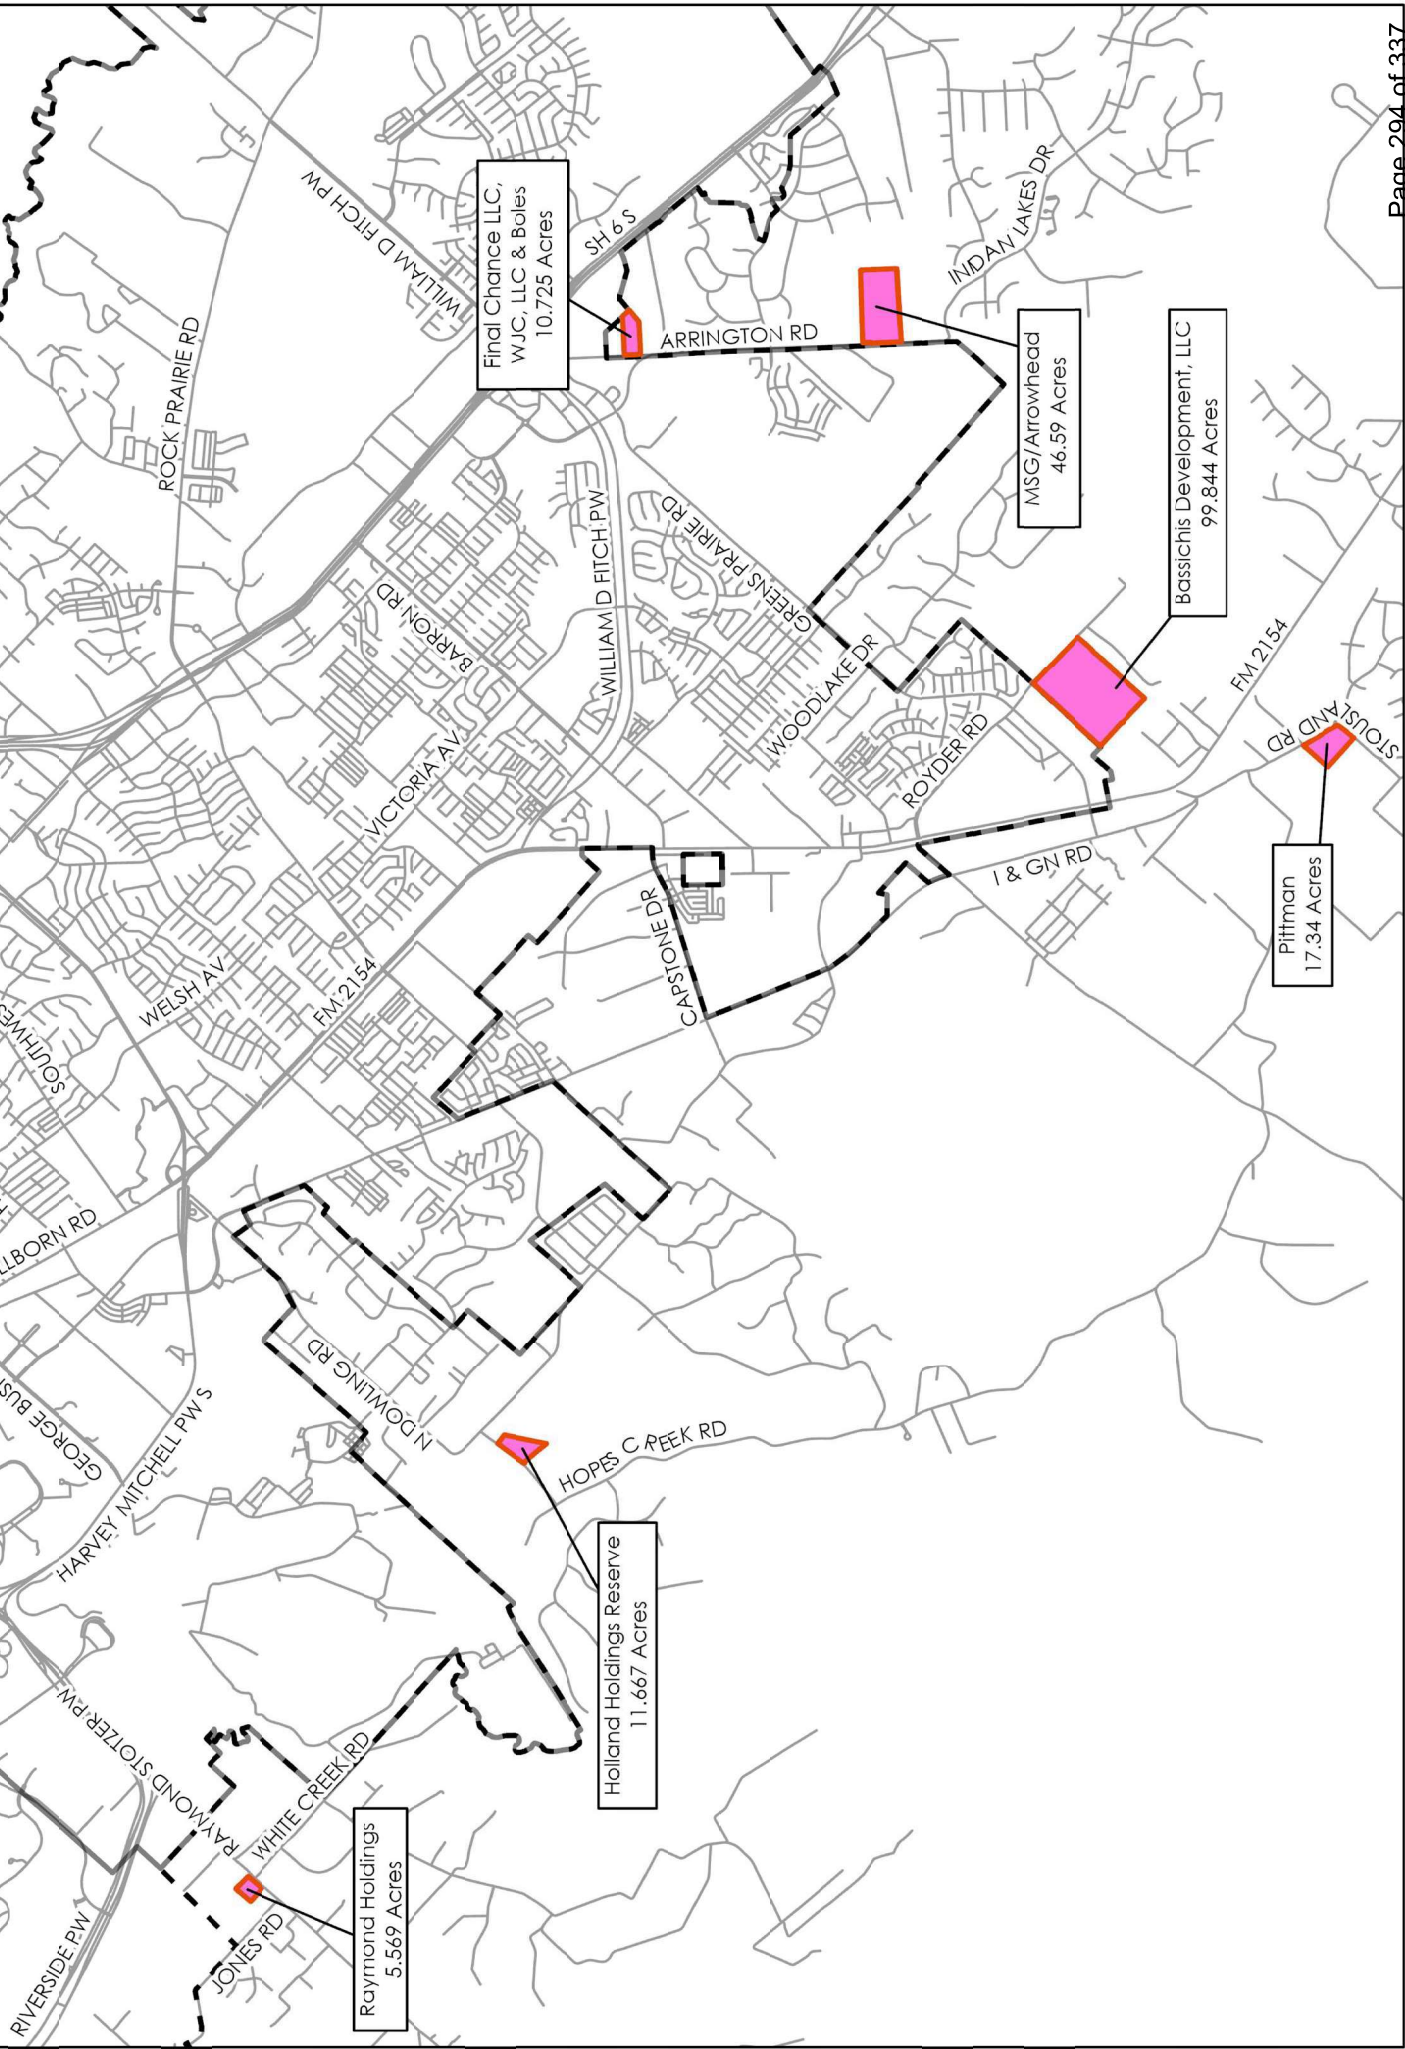 Page 294 of 337
RIVERSIDE PW
RAYMOND STOTZER PW
JONES RD
WHITE CREEK RD
Raymond Holdings
5.569 Acres
HARVEY MITCHELL PW S
GEORGE BUS
LLBORN RD
N DOWLING RD
HOPES CREEK RD
Holland Holdings Reserve
11.667 Acres
SOUTHWES
WELSH AV
FM 2154
VICTORIA AV
CAPSTONE DR
BARRON RD
ROCK PRAIRIE RD
WILLIAM D FITCH PW
WILLIAM D FITCH PW
GREENS PRAIRIE RD
WOODLAKE DR
ROYDER RD
I & GN RD
Final Chance LLC,
WJC, LLC & Boles
10.725 Acres
SH 6 S
ARRINGTON RD
INDIAN LAKES DR
MSG/Arrowhead
46.59 Acres
Bassichis Development, LLC
99.844 Acres
FM 2154
STOUSLAND RD
Pittman
17.34 Acres